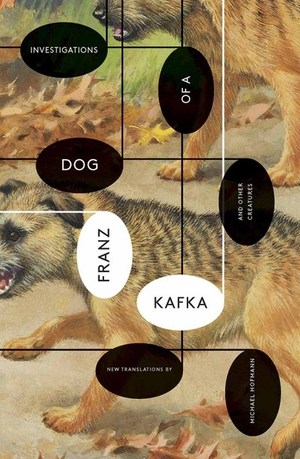 INVESTIGATIONS
OF A
DOG
AND OTHER
CREATURES
FRANZ
KAFKA
NEW TRANSLATIONS BY
MICHAEL HOFMANN